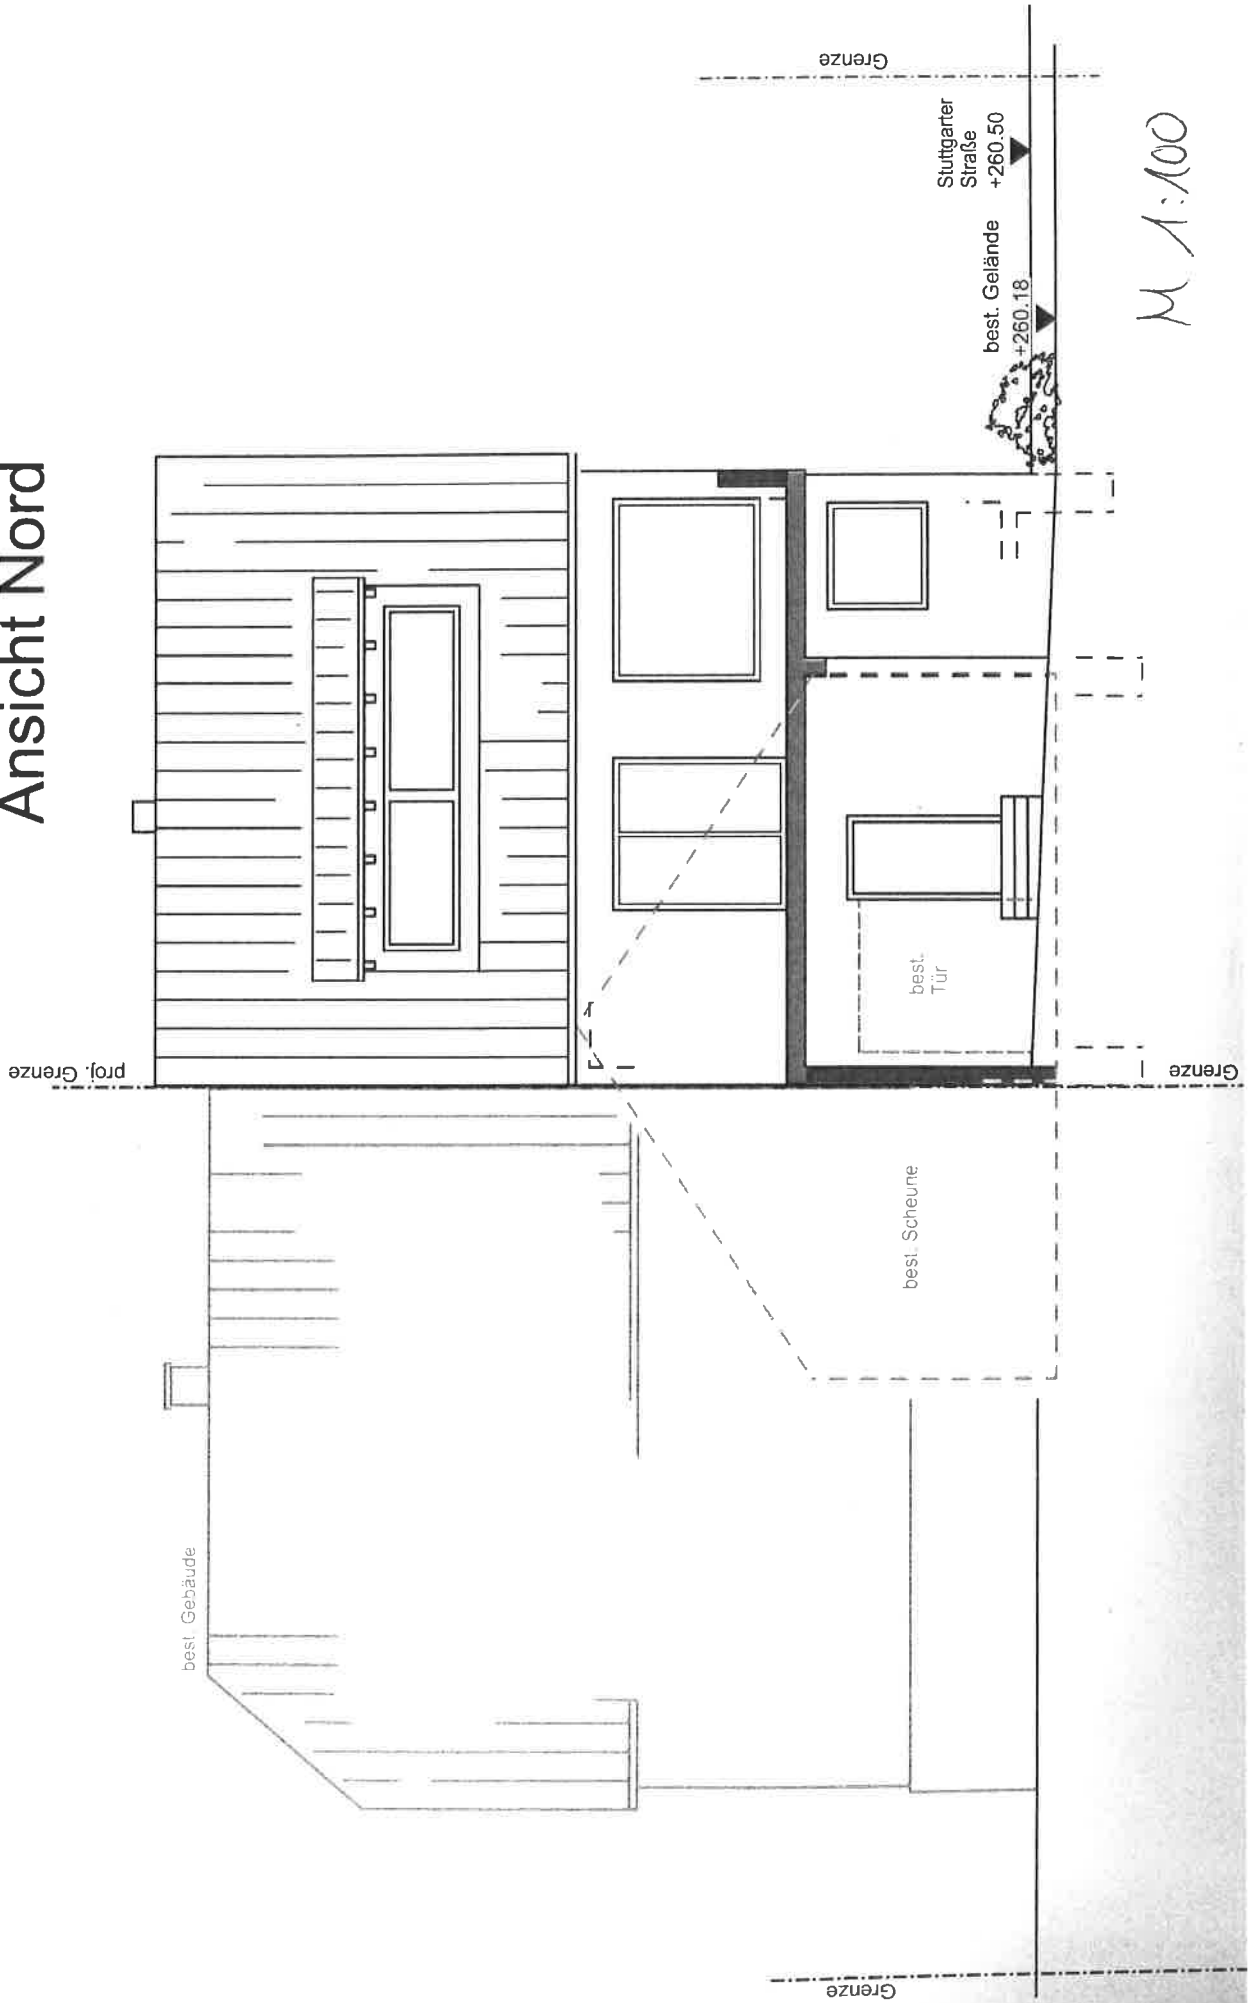 Ansicht Nord
Grenze
Stuttgarter
Straße
+260.50
best. Gelände
+260.18
M 1:100
proj. Grenze
best.
Tür
Grenze
best. Scheune
best. Gebäude
Grenze